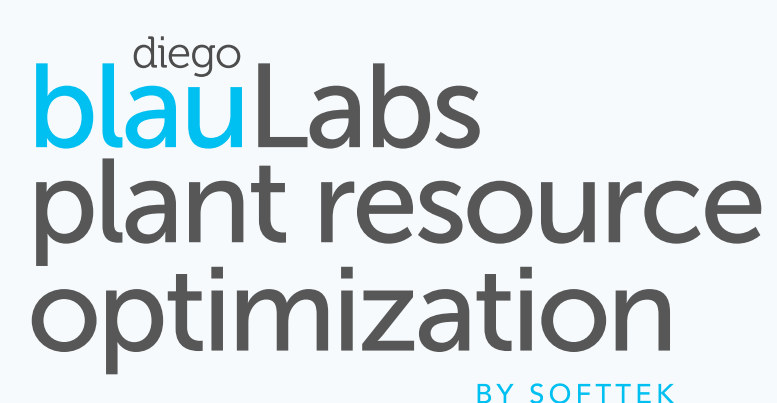 diego
blauLabs
plant resource
optimization
BY SOFTTEK